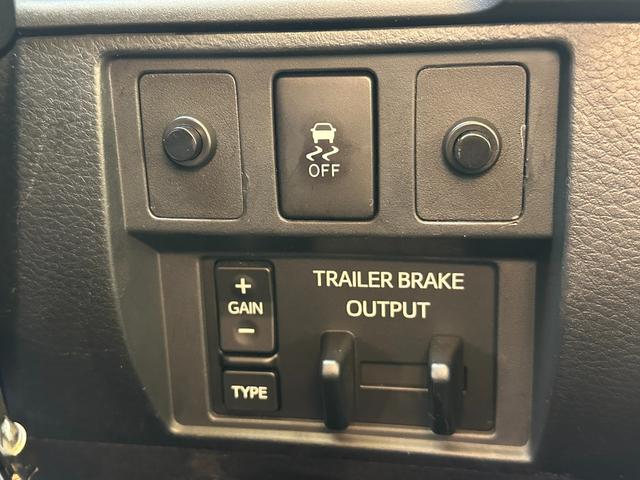 OFF
+
GAIN
-
TYPE
TRAILER BRAKE
OUTPUT